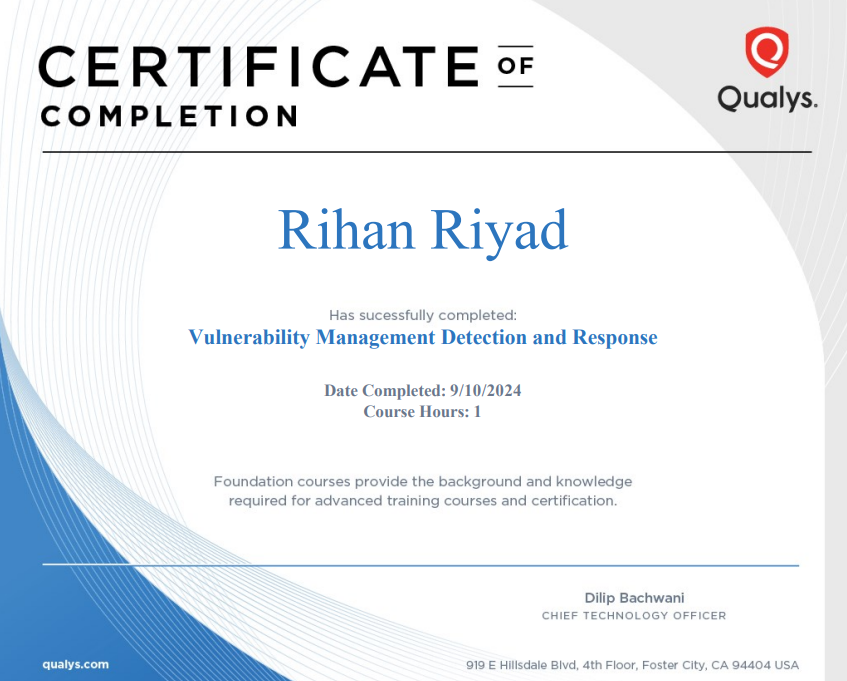 CERTIFICATE OF
COMPLETION
Qualys.
Rihan Riyad
Has sucessfully completed:
Vulnerability Management Detection and Response
Date Completed: 9/10/2024
Course Hours: 1
Foundation courses provide the background and knowledge
required for advanced training courses and certification.
Dilip Bachwani
CHIEF TECHNOLOGY OFFICER
qualys.com
919 E Hillsdale Blvd, 4th Floor, Foster City, CA 94404 USA